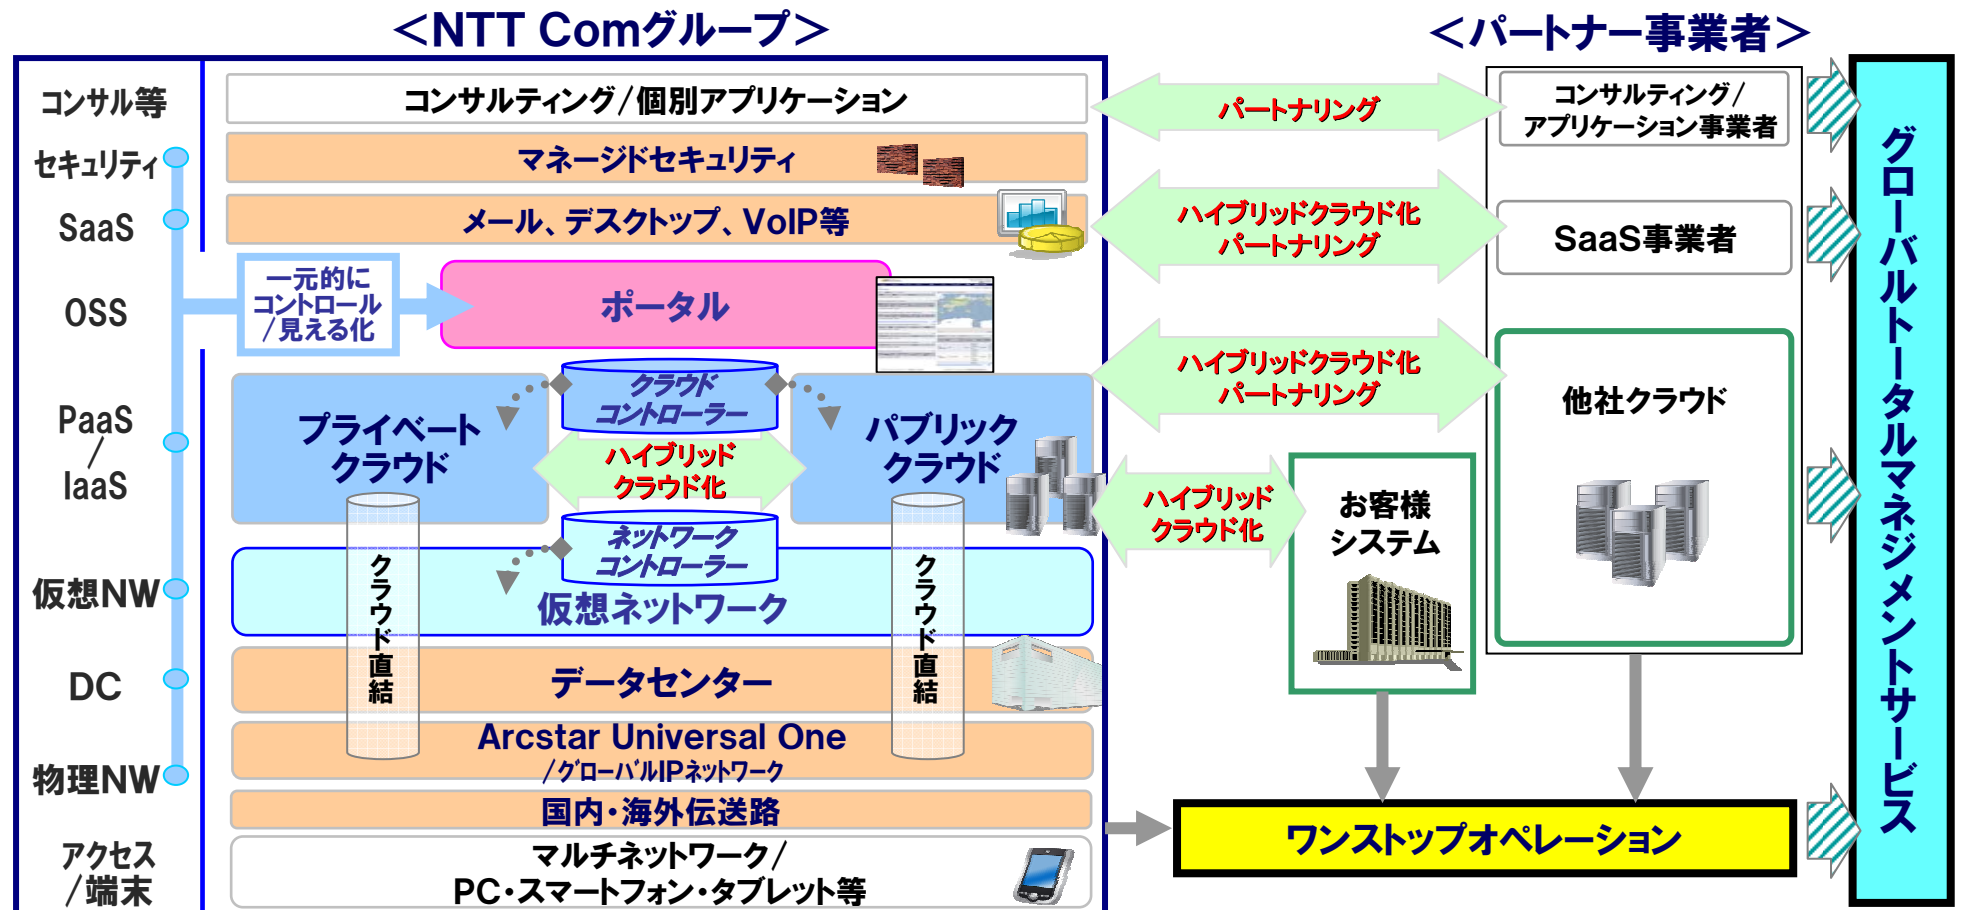 ＜NTT Comグループ＞
＜パートナー事業者＞
コンサル等
コンサルティング/個別アプリケーション
パートナリング
コンサルティング/
アプリケーション事業者
セキュリティ
マネージドセキュリティ
SaaS
メール、デスクトップ、VoIP等
ハイブリッドクラウド化
パートナリング
SaaS事業者
OSS
一元的に
コントロール
/見える化
ポータル
ハイブリッドクラウド化
パートナリング
他社クラウド
PaaS
/
IaaS
プライベート
クラウド
クラウド
コントローラー
ハイブリッド
クラウド化
パブリック
クラウド
ハイブリッド
クラウド化
お客様
システム
仮想NW
ネットワーク
コントローラー
仮想ネットワーク
クラウド直結
クラウド直結
DC
データセンター
物理NW
Arcstar Universal One
/グローバルIPネットワーク
国内・海外伝送路
アクセス
/端末
マルチネットワーク/
PC・スマートフォン・タブレット等
ワンストップオペレーション
グローバルトータルマネジメントサービス